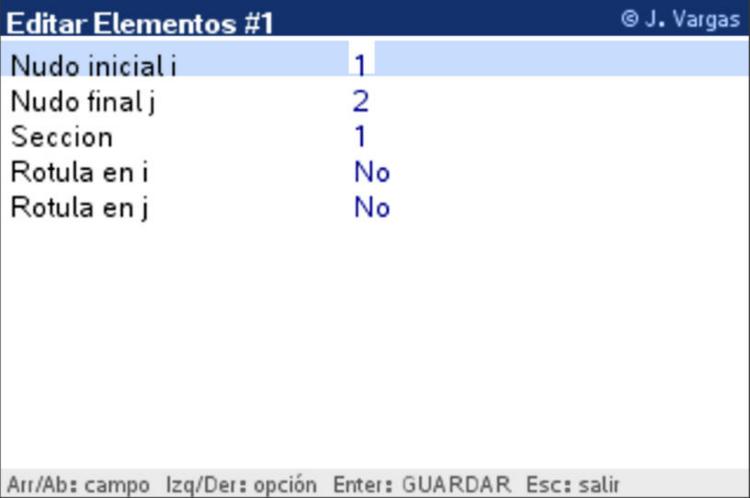 Editar Elementos #1 © J. Vargas
Nudo inicial i 1
Nudo final j 2
Seccion 1
Rotula en i No
Rotula en j No
Arr/Ab: campo Izq/Der: opción Enter: GUARDAR Esc: salir